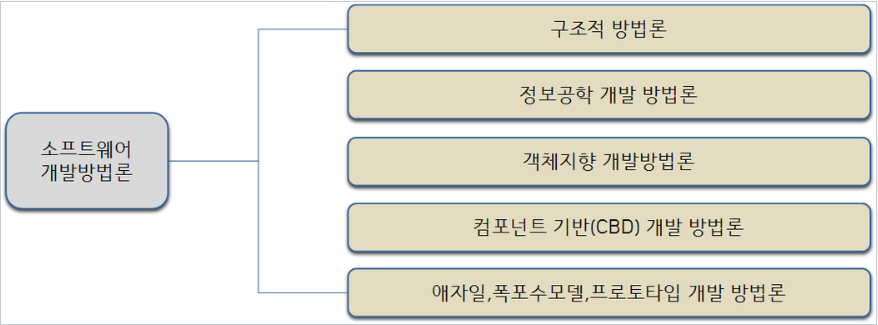 구조적 방법론
정보공학 개발 방법론
소프트웨어
개발방법론
객체지향 개발방법론
컴포넌트 기반(CBD) 개발 방법론
애자일,폭포수모델,프로토타입 개발 방법론